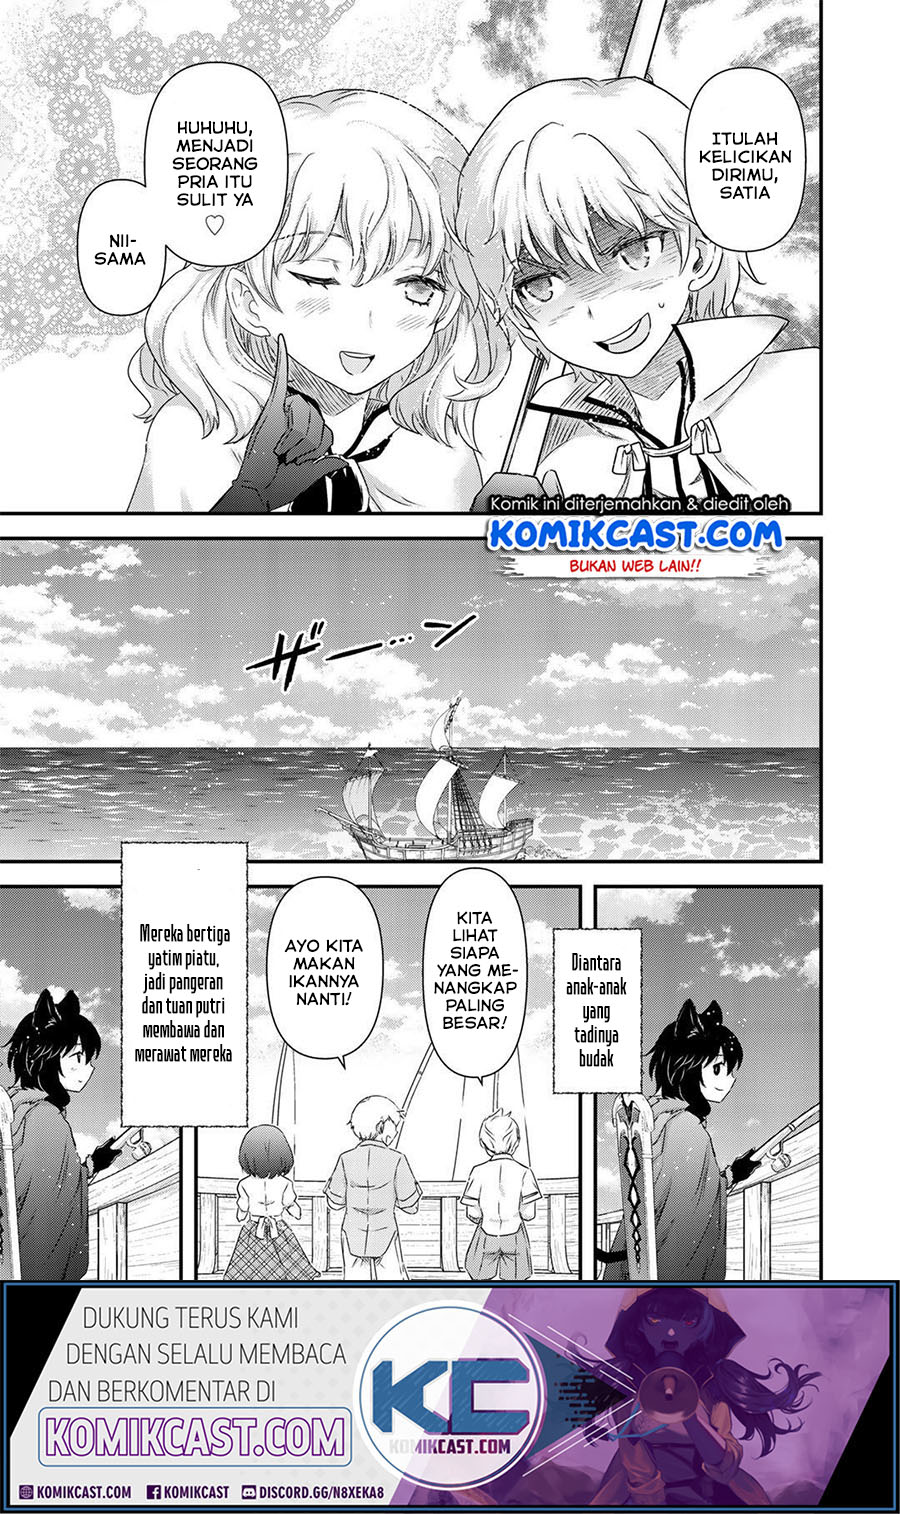 ITULAH
KELICIKAN
DIRIMU,
SATIA
HUHUHU,
MENJADI
SEORANG
PRIA ITU
SULIT YA
♡
NII-
SAMA
Komik ini diterjemahkan & diedit oleh
KOMIKCAST.COM
BUKAN WEB LAIN!!
ザー…ン
Diantara
anak-anak
yang
tadinya
budak
KITA
LIHAT
SIAPA
YANG ME-
NANGKAP
PALING
BESAR!
AYO KITA
MAKAN
IKANNYA
NANTI!
Mereka bertiga
yatim piatu,
jadi pangeran
dan tuan putri
membawa dan
merawat mereka
DUKUNG TERUS KAMI
DENGAN SELALU MEMBACA
DAN BERKOMENTAR DI
KOMIKCAST.COM
KC
KOMIKCAST.COM
KOMIKCAST.COM
KOMIKCAST
DISCORD.GG/N8XEKA8